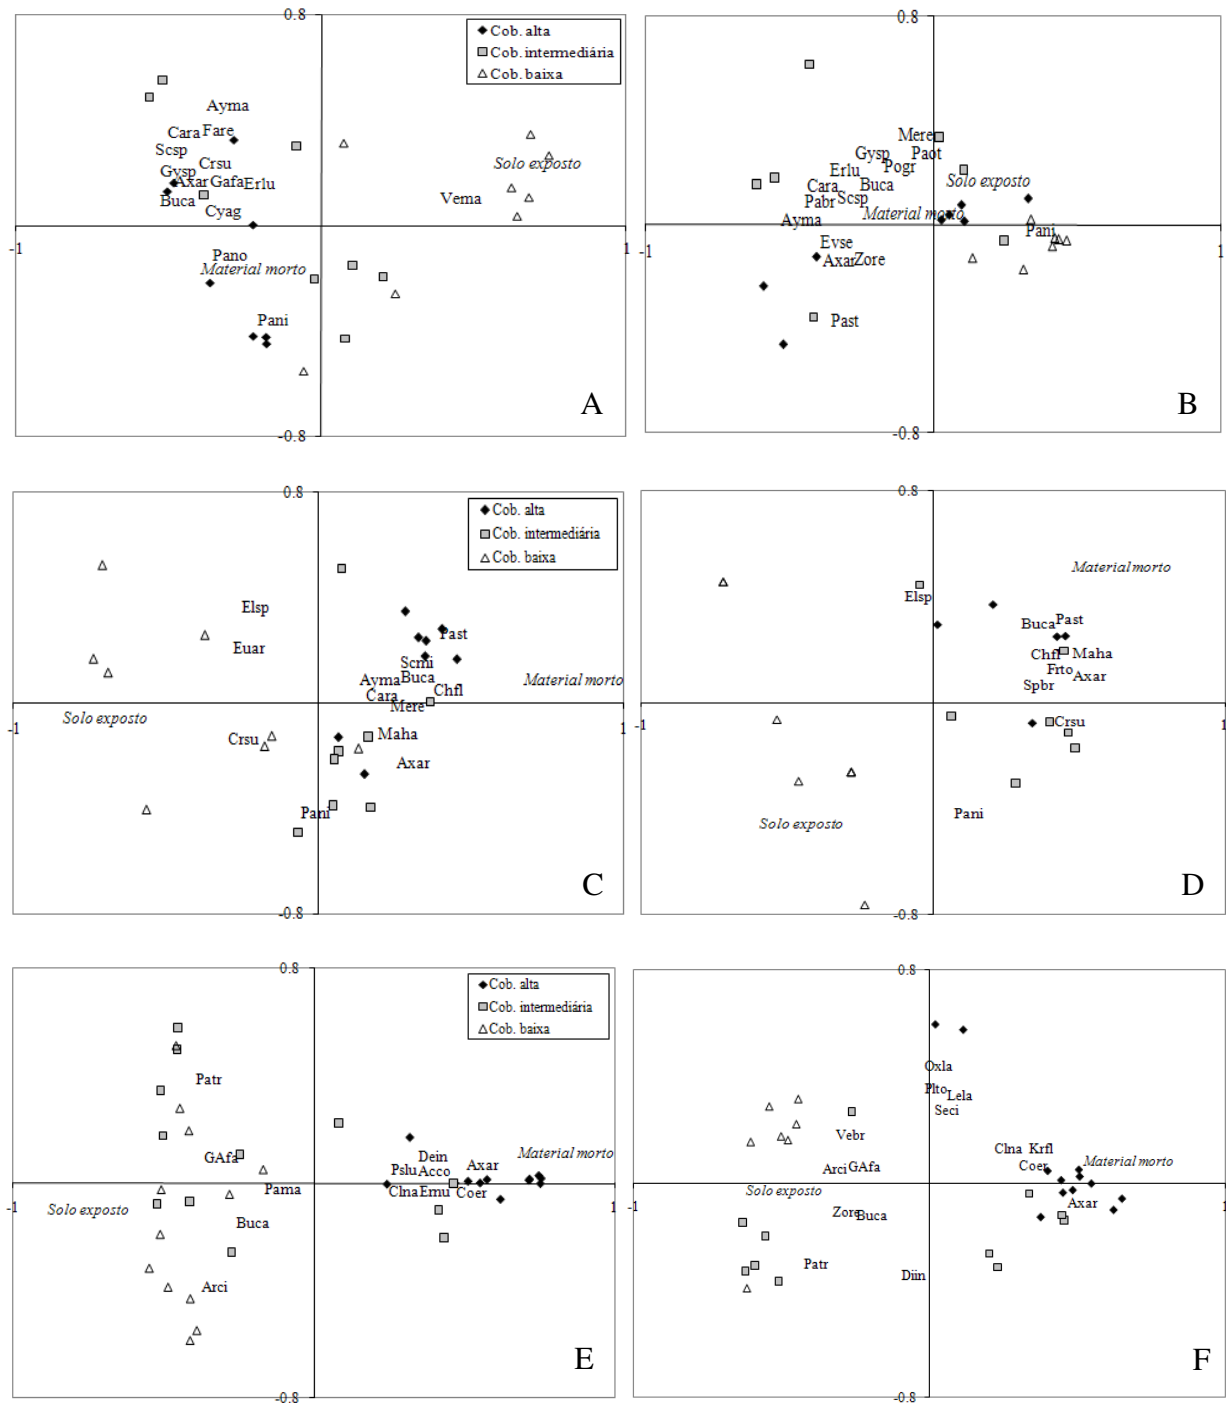 0.8
Cob. alta
Cob. intermediária
Cob. baixa
Ayma
Cara Fare
Scsp
Crsu
Solo exposto
Gysp
Axar Gafa Erlu
Vema
Buca
Cyag
-1
1
Pano
Material morto
Pani
A
-0.8
0.8
Mere
Gysp Paot
Pogr
Erlu
Solo exposto
Cara Buca
Scsp
Pabr
Material morto
Ayma
Pani
Evse
-1
1
Axar Zore
Past
B
-0.8
0.8
Cob. alta
Cob. intermediária
Cob. baixa
Elsp
Past
Euar
Scmi
Ayma Buca
Material morto
Chfl
Cara
Mere
Solo exposto
-1
1
Crsu
Maha
Axar
Pani
C
-0.8
0.8
Material morto
Elsp
Buca Past
Chfl Maha
Frto
Axar
Spbr
-1
1
Crsu
Pani
Solo exposto
D
-0.8
0.8
Cob. alta
Cob. intermediária
Cob. baixa
Patr
GAfa
Dein
Material morto
Pslu Acco Axar
Pama
Clna Emu Coer
-1
1
Solo exposto
Buca
Arci
E
-0.8
0.8
Oxla
Plto
Lela
Seci
Vebr
Clna Krfl
Arci GAfa
Coer
Material morto
Solo exposto
-1
1
Zore
Buca
Axar
Patr
Diin
F
-0.8